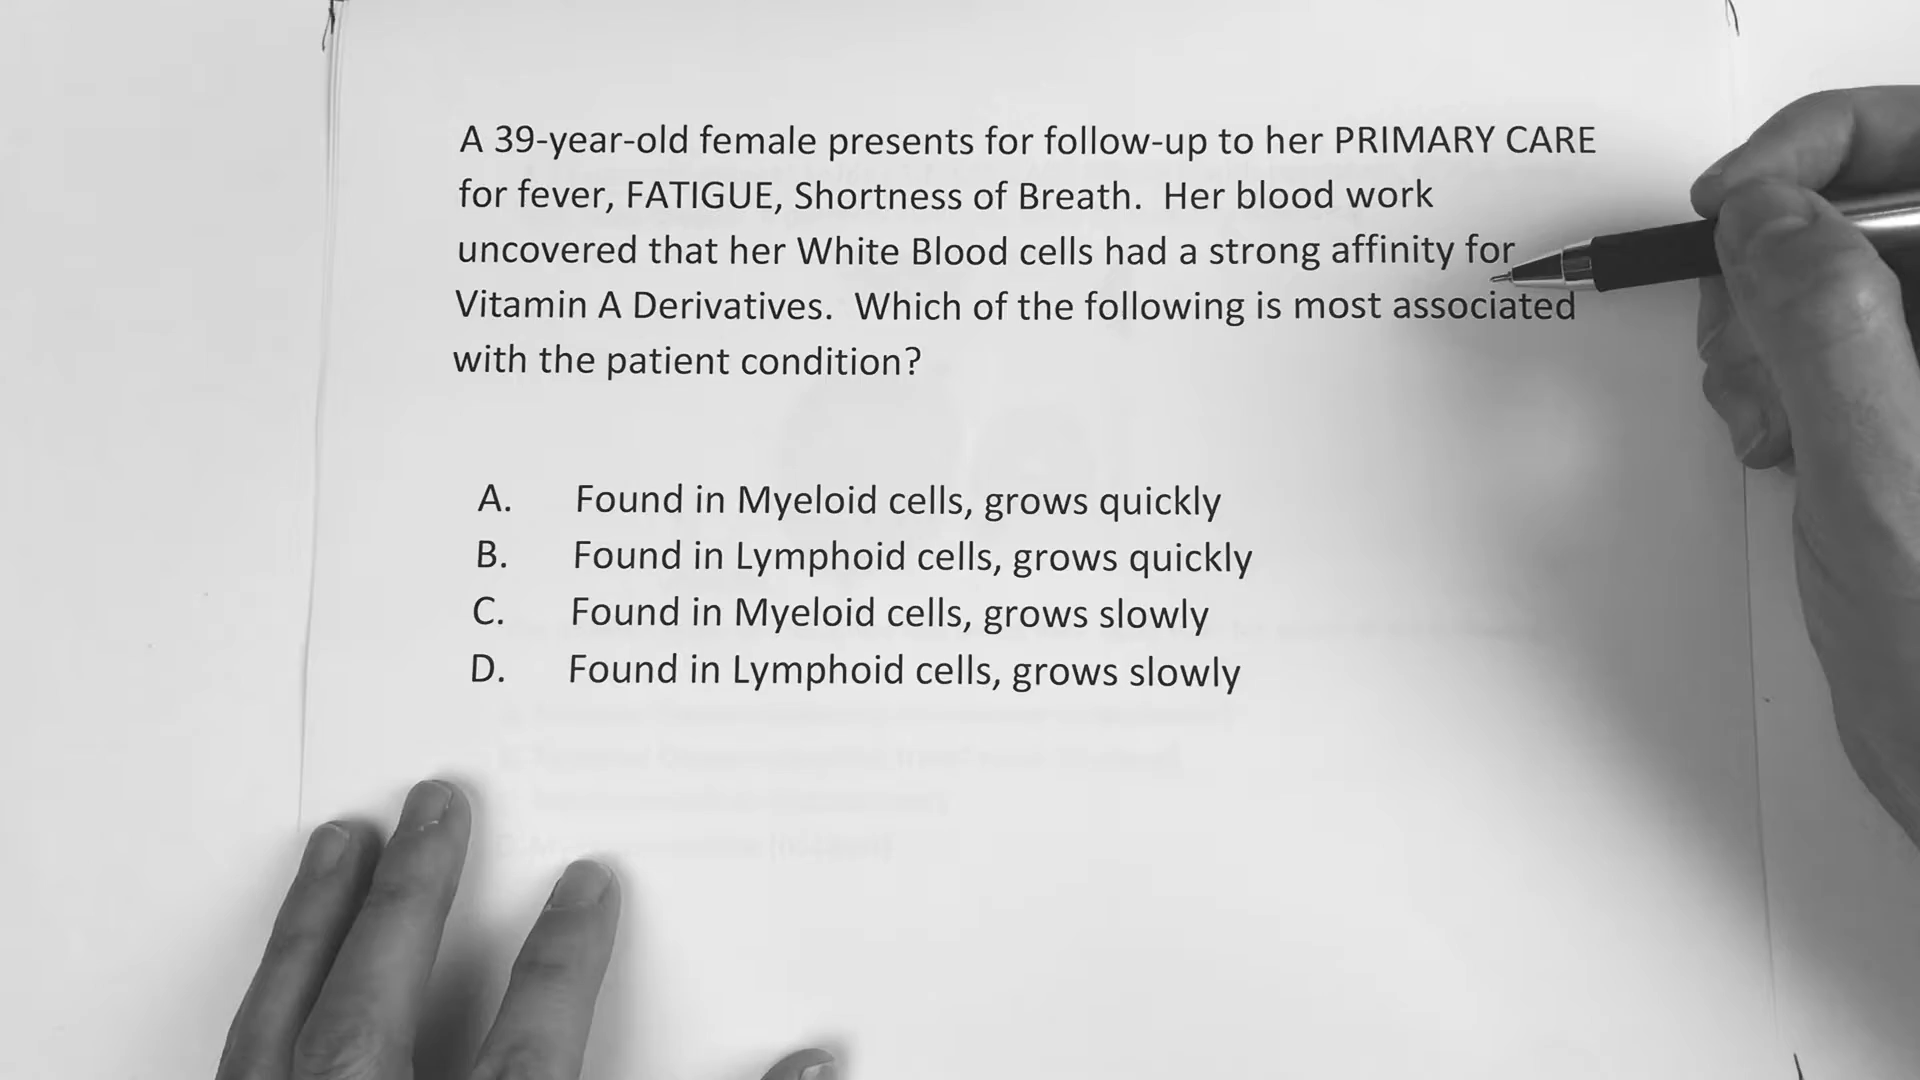 A 39-year-old female presents for follow-up to her PRIMARY CARE
for fever, FATIGUE, Shortness of Breath. Her blood work
uncovered that her White Blood cells had a strong affinity for
Vitamin A Derivatives. Which of the following is most associated
with the patient condition?
A. Found in Myeloid cells, grows quickly
B. Found in Lymphoid cells, grows quickly
C. Found in Myeloid cells, grows slowly
D. Found in Lymphoid cells, grows slowly